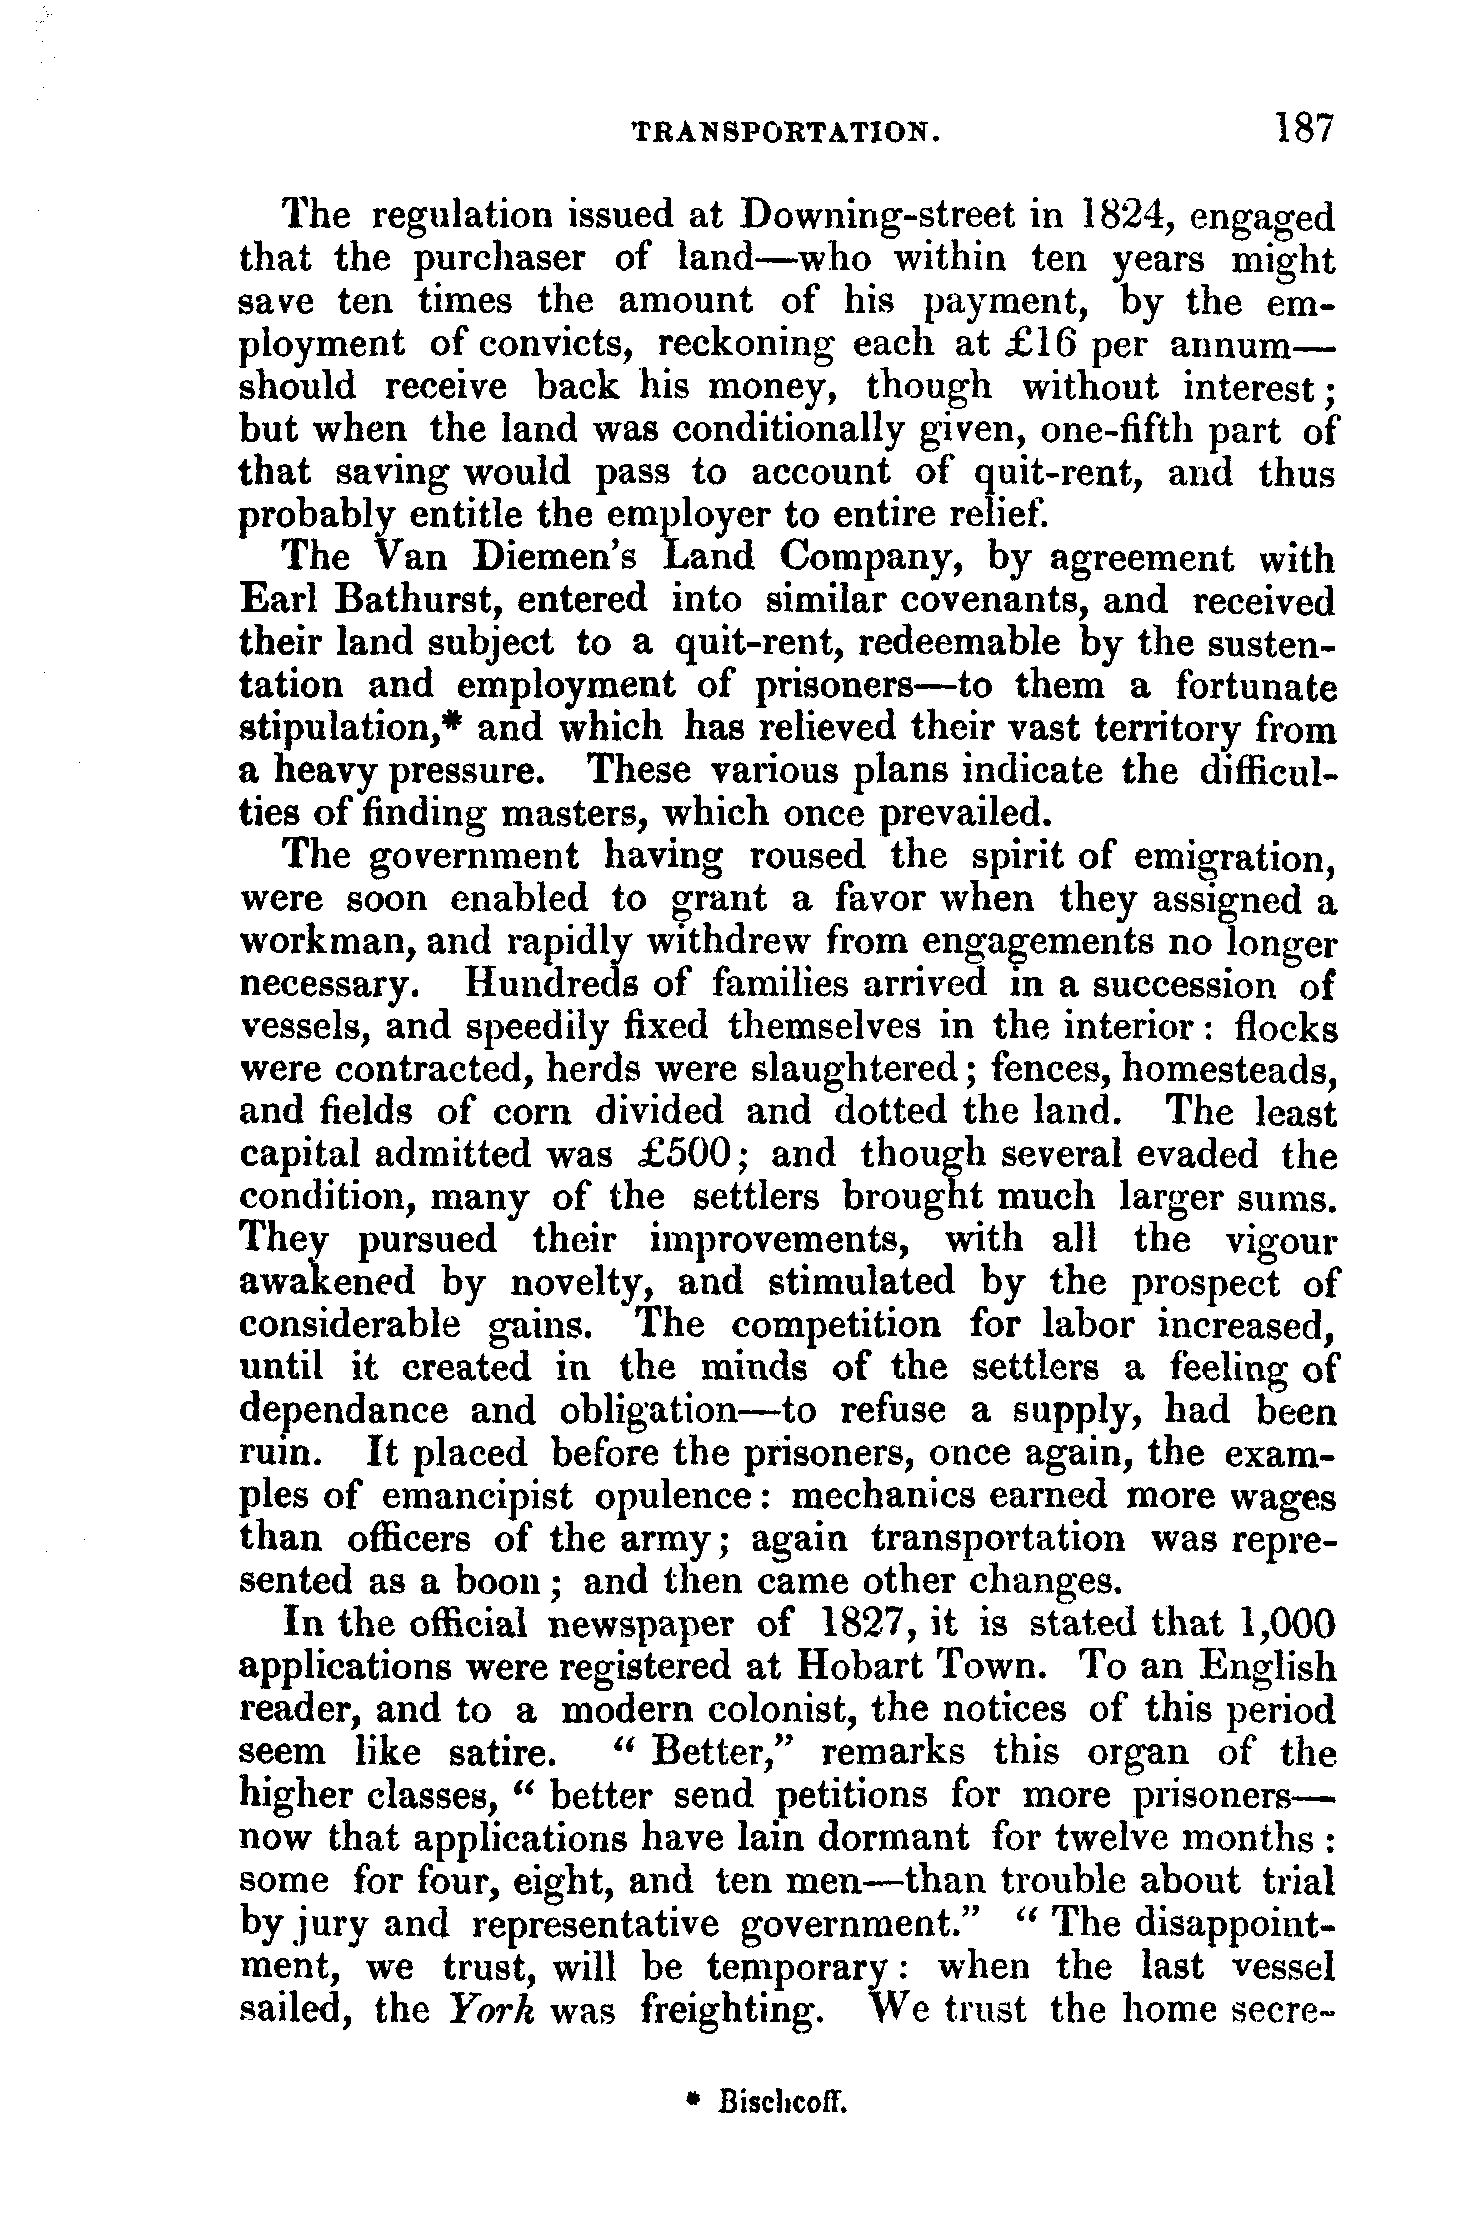 TRANSPORTATION. 187
The regulation issued at Downing-street in 1824, engaged
that the purchaser of land—who within ten years might
save ten times the amount of his payment, by the em-
ployment of convicts, reckoning each at £16 per annum—
should receive back his money, though without interest;
but when the land was conditionally given, one-fifth part of
that saving would pass to account of quit-rent, and thus
probably entitle the employer to entire relief.
The Van Diemen's Land Company, by agreement with
Earl Bathurst, entered into similar covenants, and received
their land subject to a quit-rent, redeemable by the susten-
tation and employment of prisoners—to them a fortunate
stipulation,* and which has relieved their vast territory from
a heavy pressure. These various plans indicate the difficul-
ties of finding masters, which once prevailed.
The government having roused the spirit of emigration,
were soon enabled to grant a favor when they assigned a
workman, and rapidly withdrew from engagements no longer
necessary. Hundreds of families arrived in a succession of
vessels, and speedily fixed themselves in the interior: flocks
were contracted, herds were slaughtered; fences, homesteads,
and fields of corn divided and dotted the land. The least
capital admitted was £500; and though several evaded the
condition, many of the settlers brought much larger sums.
They pursued their improvements, with all the vigour
awakened by novelty, and stimulated by the prospect of
considerable gains. The competition for labor increased,
until it created in the minds of the settlers a feeling of
dependance and obligation—to refuse a supply, had been
ruin. It placed before the prisoners, once again, the exam-
ples of emancipist opulence: mechanics earned more wages
than officers of the army; again transportation was repre-
sented as a boon; and then came other changes.
In the official newspaper of 1827, it is stated that 1,000
applications were registered at Hobart Town. To an English
reader, and to a modern colonist, the notices of this period
seem like satire. " Better," remarks this organ of the
higher classes, " better send petitions for more prisoners—
now that applications have lain dormant for twelve months:
some for four, eight, and ten men—than trouble about trial
by jury and representative government." " The disappoint-
ment, we trust, will be temporary: when the last vessel
sailed, the York was freighting. We trust the home secre-
* Bischcoff.